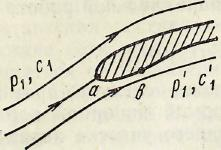 p₁, c₁
a
в
p₁', c₁'